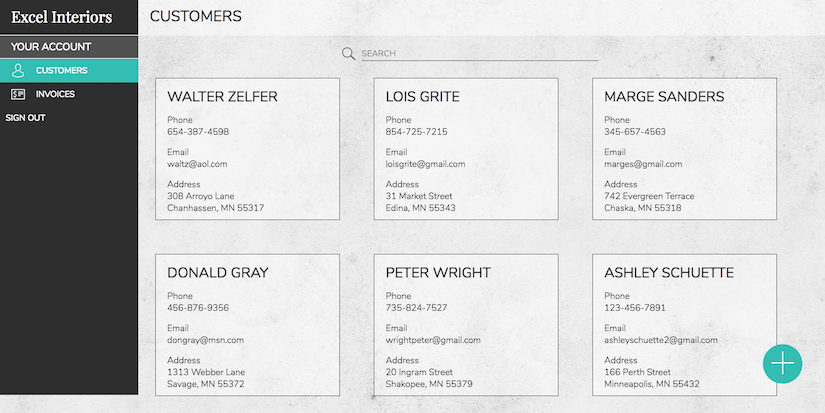 Excel Interiors
CUSTOMERS
YOUR ACCOUNT
CUSTOMERS
INVOICES
SIGN OUT
SEARCH
WALTER ZELFER
Phone
654-387-4598
Email
waltz@aol.com
Address
308 Arroyo Lane
Chanhassen, MN 55317
LOIS GRITE
Phone
854-725-7215
Email
loisgrite@gmail.com
Address
31 Market Street
Edina, MN 55343
MARGE SANDERS
Phone
345-657-4563
Email
marges@gmail.com
Address
742 Evergreen Terrace
Chaska, MN 55318
DONALD GRAY
Phone
456-876-9356
Email
dongray@msn.com
Address
1313 Webber Lane
Savage, MN 55372
PETER WRIGHT
Phone
735-824-7527
Email
wrightpeter@gmail.com
Address
20 Ingram Street
Shakopee, MN 55379
ASHLEY SCHUETTE
Phone
123-456-7891
Email
ashleyschuette2@gmail.com
Address
166 Perth Street
Minneapolis, MN 55432